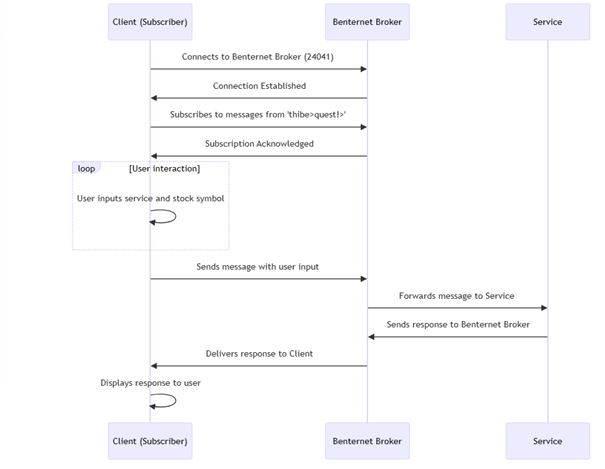 Client (Subscriber)
Benternet Broker
Service
Connects to Benternet Broker (24041)
Connection Established
Subscribes to messages from 'thibe>quest!>'
Subscription Acknowledged
loop
[User interaction]
User inputs service and stock symbol
Sends message with user input
Forwards message to Service
Sends response to Benternet Broker
Delivers response to Client
Displays response to user
Client (Subscriber)
Benternet Broker
Service